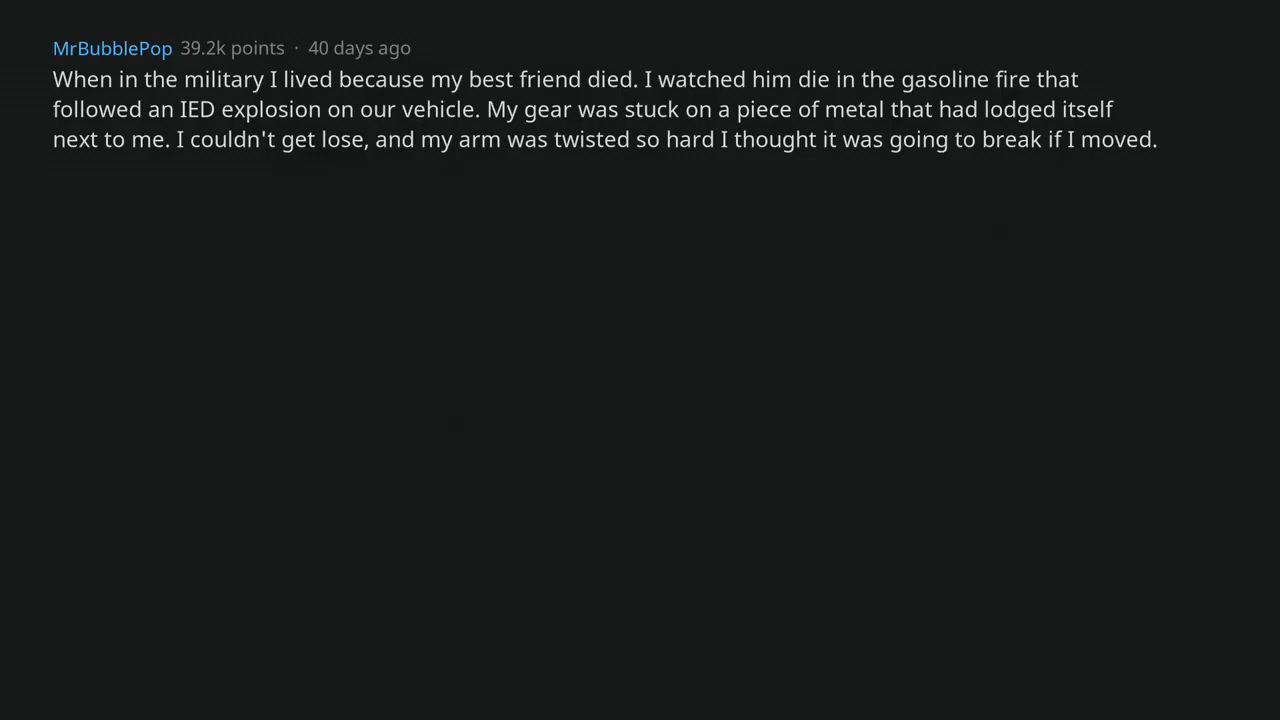 MrBubblePop 39.2k points · 40 days ago
When in the military I lived because my best friend died. I watched him die in the gasoline fire that
followed an IED explosion on our vehicle. My gear was stuck on a piece of metal that had lodged itself
next to me. I couldn't get lose, and my arm was twisted so hard I thought it was going to break if I moved.